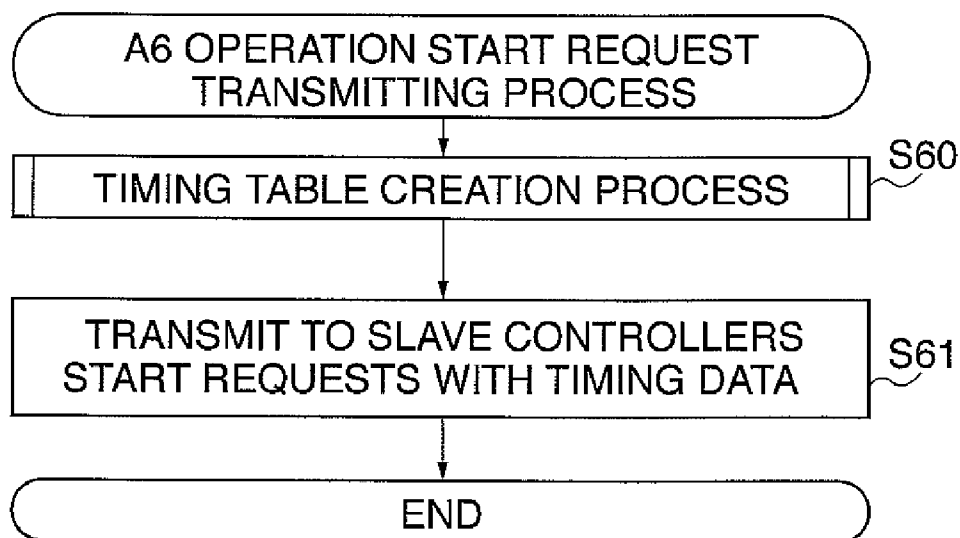 A6 OPERATION START REQUEST
TRANSMITTING PROCESS
S60
TIMING TABLE CREATION PROCESS
TRANSMIT TO SLAVE CONTROLLERS
START REQUESTS WITH TIMING DATA
S61
END